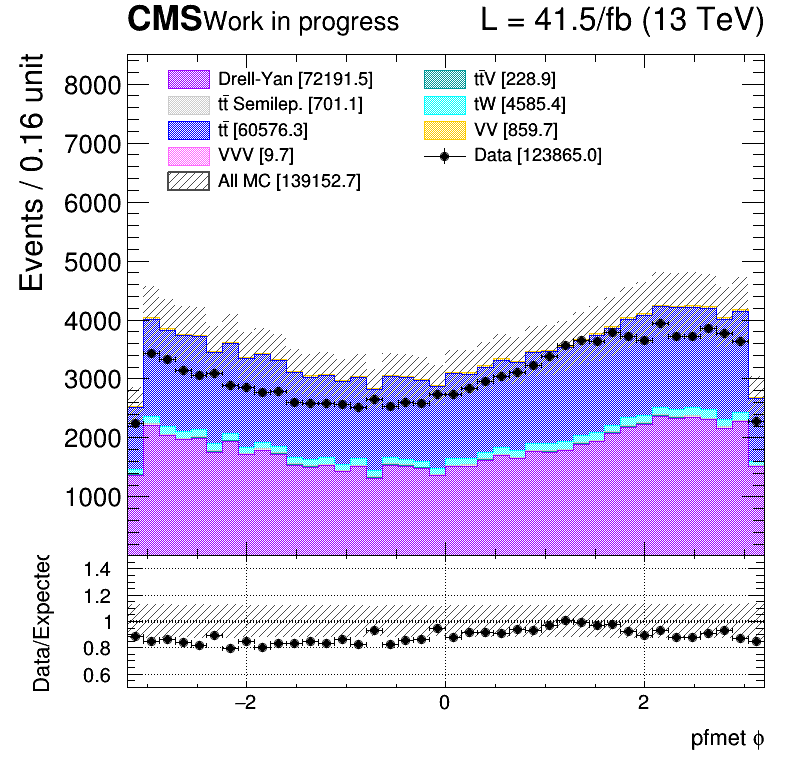 CMS Work in progress L = 41.5/fb (13 TeV)
Events / 0.16 unit
8000
7000
6000
5000
4000
3000
2000
1000
Drell-Yan [72191.5]
tt̄ Semilep. [701.1]
tt̄ [60576.3]
VVV [9.7]
All MC [139152.7]
tt̄V [228.9]
tW [4585.4]
VV [859.7]
Data [123865.0]
Data/Expected
1.4
1.2
1
0.8
0.6
−2 0 2
pfmet ϕ